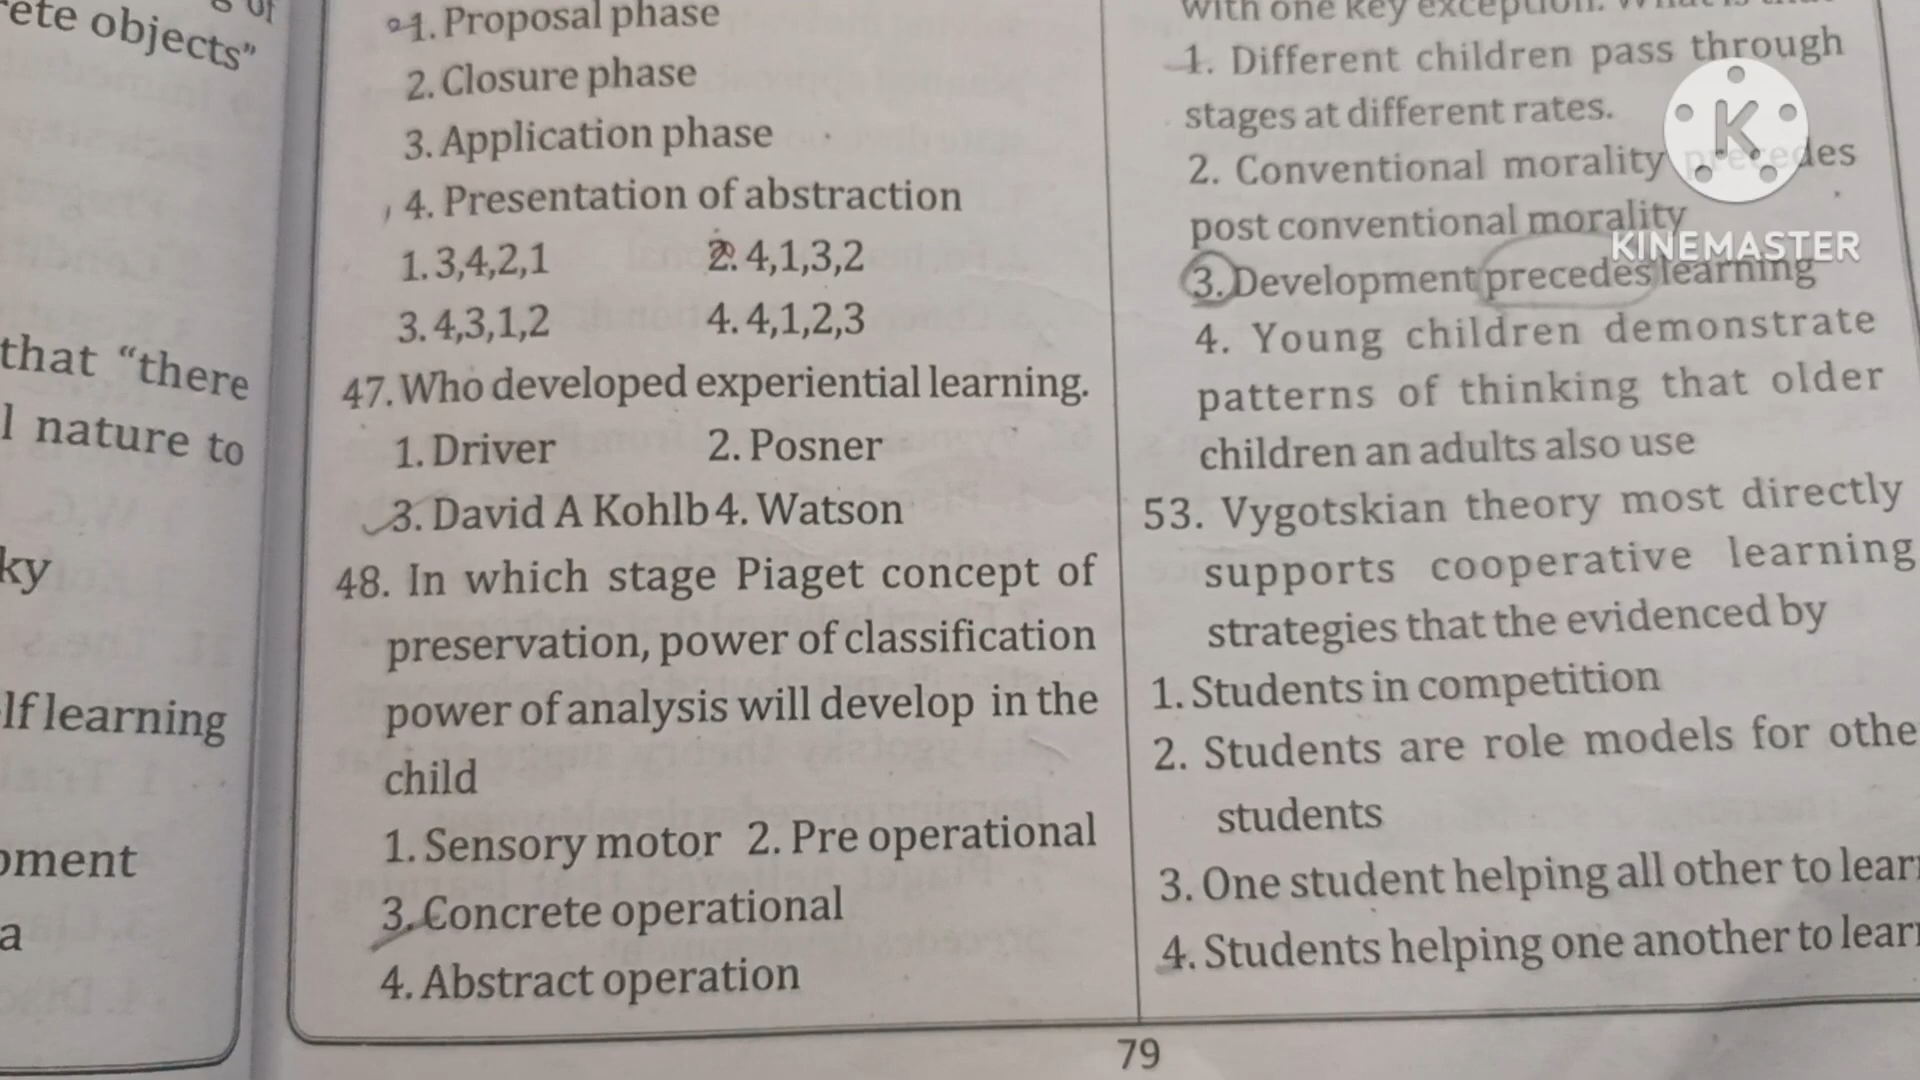 ete objects"
that "there
l nature to
ky
lf learning
oment
a
1. Proposal phase
2. Closure phase
3. Application phase
4. Presentation of abstraction
1. 3,4,2,1 2. 4,1,3,2
3. 4,3,1,2 4. 4,1,2,3
47. Who developed experiential learning.
1. Driver 2. Posner
3. David A Kohlb 4. Watson
48. In which stage Piaget concept of
preservation, power of classification
power of analysis will develop in the
child
1. Sensory motor 2. Pre operational
3. Concrete operational
4. Abstract operation
with one key exception.
1. Different children pass through
stages at different rates.
2. Conventional morality precedes
post conventional morality
3. Development precedes learning
4. Young children demonstrate
patterns of thinking that older
children an adults also use
53. Vygotskian theory most directly
supports cooperative learning
strategies that the evidenced by
1. Students in competition
2. Students are role models for othe
students
3. One student helping all other to lear
4. Students helping one another to lear
79
K
KINEMASTER